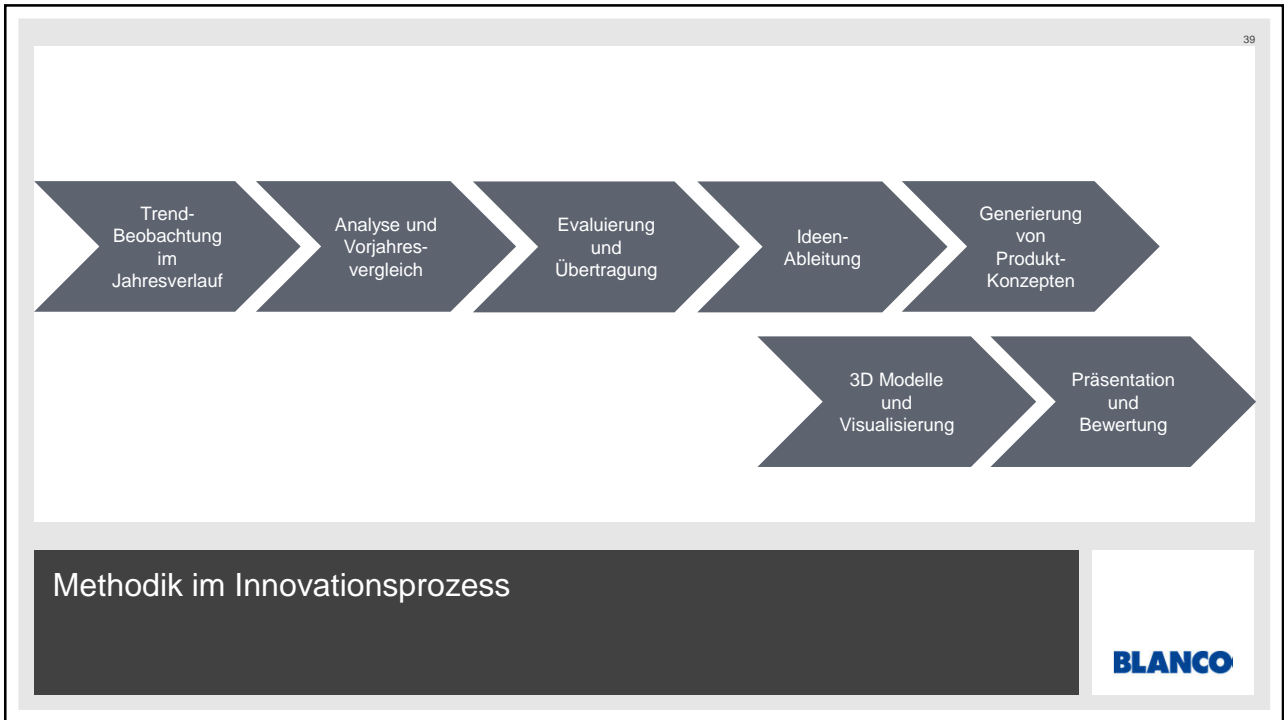 39
Trend-
Beobachtung
im
Jahresverlauf
Analyse und
Vorjahres-
vergleich
Evaluierung
und
Übertragung
Ideen-
Ableitung
Generierung
von
Produkt-
Konzepten
3D Modelle
und
Visualisierung
Präsentation
und
Bewertung
Methodik im Innovationsprozess
BLANCO